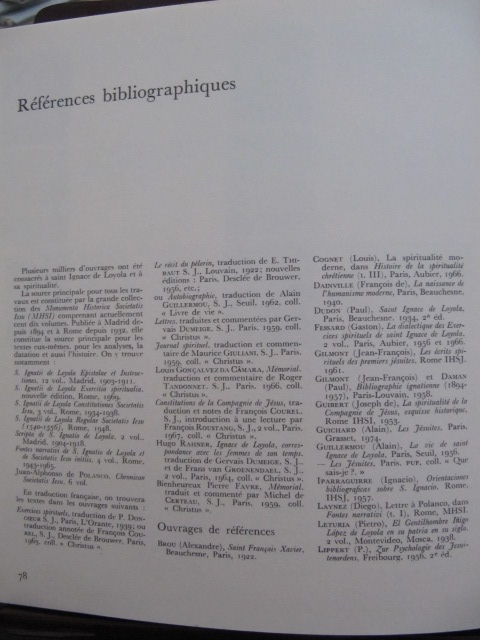 Références bibliographiques
Plusieurs milliers d'ouvrages ont été
consacrés à saint Ignace de Loyola et à
sa spiritualité.
La source principale pour tous les tra-
vaux est constituée par la grande collec-
tion des Monumenta Historica Societatis
Iesu (MHSI) comprenant actuellement
cent dix volumes. Publiée à Madrid de-
puis 1894 et à Rome depuis 1932, elle
constitue la source principale pour les
textes eux-mêmes, pour les analyses, la
datation et aussi l'histoire. On y trouve
notamment :
S. Ignatii de Loyola Epistolae et Instruc-
tiones, 12 vol., Madrid, 1903-1911.
S. Ignatii de Loyola Exercitia spiritualia,
nouvelle édition, Rome, 1969.
S. Ignatii de Loyola Constitutiones Societatis
Iesu, 3 vol., Rome, 1934-1938.
S. Ignatii de Loyola Regulae Societatis Iesu
(1540-1556), Rome, 1948.
Scripta de S. Ignatio de Loyola, 2 vol.,
Madrid, 1904-1918.
Fontes narrativi de S. Ignatio de Loyola et
de Societatis Iesu initiis, 4 vol., Rome,
1943-1965.
Juan-Alphonso de POLANCO, Chronicon
Societatis Iesu, 6 vol.
En traduction française, on trouvera
les textes dans les ouvrages suivants :
Exercices spirituels, traduction de P. DON-
CŒUR S. J., Paris, L'Orante, 1939; ou
traduction annotée de François COU-
REL, S. J., Desclée de Brouwer, Paris,
1963, coll. « Christus ».
78
Le récit du pèlerin, traduction de E. THI-
BAUT S. J., Louvain, 1922; nouvelles
éditions : Paris, Desclée de Brouwer,
1956, etc.;
ou Autobiographie, traduction de Alain
GUILLERMOU, S. J., Seuil, 1962, coll.
« Livre de vie ».
Lettres, traduites et commentées par Ger-
vais DUMEIGE, S. J., Paris, 1959, coll.
« Christus ».
Journal spirituel, traduction et commen-
taire de Maurice GIULIANI, S. J., Paris,
1959, coll. « Christus ».
Louis GONÇALVEZ DA CÂMARA, Mémorial,
traduction et commentaire de Roger
TANDONNET, S. J., Paris, 1966, coll.
« Christus ».
Constitutions de la Compagnie de Jésus, tra-
duction et notes de François COUREL,
S. J., introduction à une lecture par
François ROUSTANG, S. J., 2 vol., Paris,
1967, coll. « Christus ».
Hugo RAHNER, Ignace de Loyola, corres-
pondance avec les femmes de son temps,
traduction de Gervais DUMEIGE, S. J.
et de Frans van GROENENDAEL, S. J.,
2 vol., Paris, 1964, coll. « Christus ».
Bienheureux Pierre FAVRE, Mémorial,
traduit et commenté par Michel de
CERTEAU, S. J., Paris, 1959, coll.
« Christus ».
Ouvrages de références
BROU (Alexandre), Saint François Xavier,
Beauchesne, Paris, 1922.
COGNET (Louis), La spiritualité mo-
derne, dans Histoire de la spiritualité
chrétienne (t. III), Paris, Aubier, 1966.
DAINVILLE (François de), La naissance de
l'humanisme moderne, Paris, Beauchesne,
1940.
DUDON (Paul), Saint Ignace de Loyola,
Paris, Beauchesne, 1934, 2e éd.
FESSARD (Gaston), La dialectique des Exer-
cices spirituels de saint Ignace de Loyola,
2 vol., Paris, Aubier, 1956 et 1966.
GILMONT (Jean-François), Les écrits spi-
rituels des premiers jésuites, Rome IHSJ,
1961.
GILMONT (Jean-François) et DAMAN
(Paul), Bibliographie ignatienne (1894-
1957), Paris-Louvain, 1958.
GUIBERT (Joseph de), La spiritualité de la
Compagnie de Jésus, esquisse historique,
Rome IHSI, 1953.
GUICHARD (Alain), Les Jésuites, Paris,
Grasset, 1974.
GUILLERMOU (Alain), La vie de saint
Ignace de Loyola, Paris, Seuil, 1956.
— Les Jésuites, Paris, PUF, coll. « Que
sais-je? »
IPARRAGUIRRE (Ignacio), Orientaciones
bibliograficas sobre S. Ignacio, Rome,
IHSJ, 1957.
LAYNEZ (Diego), Lettre à Polanco, dans
Fontes narrativi (t. I), Rome, MHSI.
LETURIA (Pietro), El Gentilhombre Iñigo
López de Loyola en su patria en su siglo,
2 vol., Montevideo, Mosca, 1938.
LIPPERT (P.), Zur Psychologie des Jesui-
tenordens, Freibourg, 1956, 2e éd.